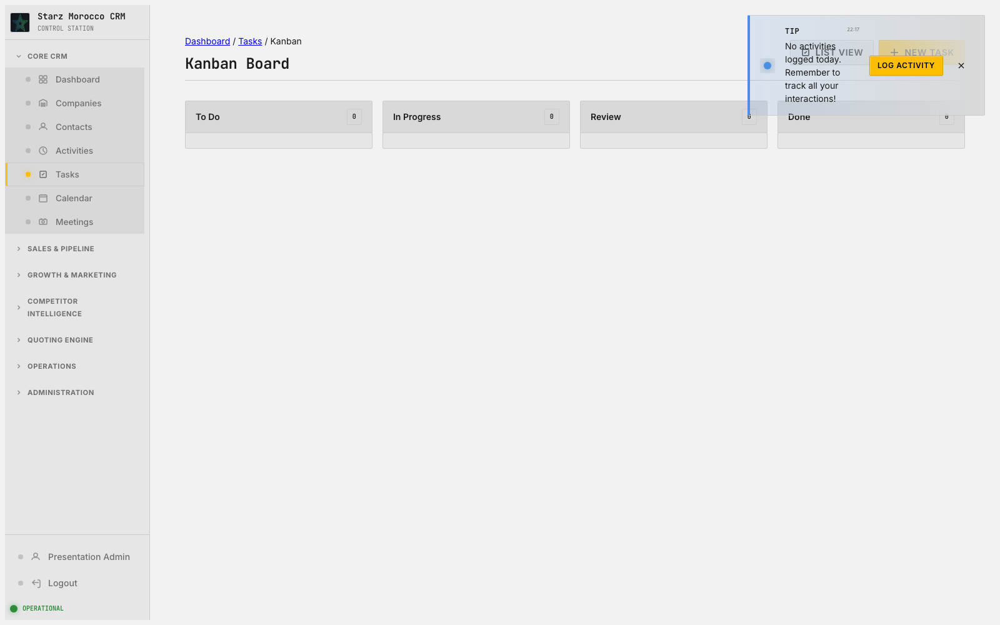 Starz Morocco CRM
CONTROL STATION
CORE CRM
Dashboard
Companies
Contacts
Activities
Tasks
Calendar
Meetings
SALES & PIPELINE
GROWTH & MARKETING
COMPETITOR
INTELLIGENCE
QUOTING ENGINE
OPERATIONS
ADMINISTRATION
Presentation Admin
Logout
OPERATIONAL
Dashboard / Tasks / Kanban
Kanban Board
LIST VIEW
NEW TASK
TIP
22:17
No activities
logged today.
Remember to
track all your
interactions!
LOG ACTIVITY
To Do
0
In Progress
0
Review
0
Done
0